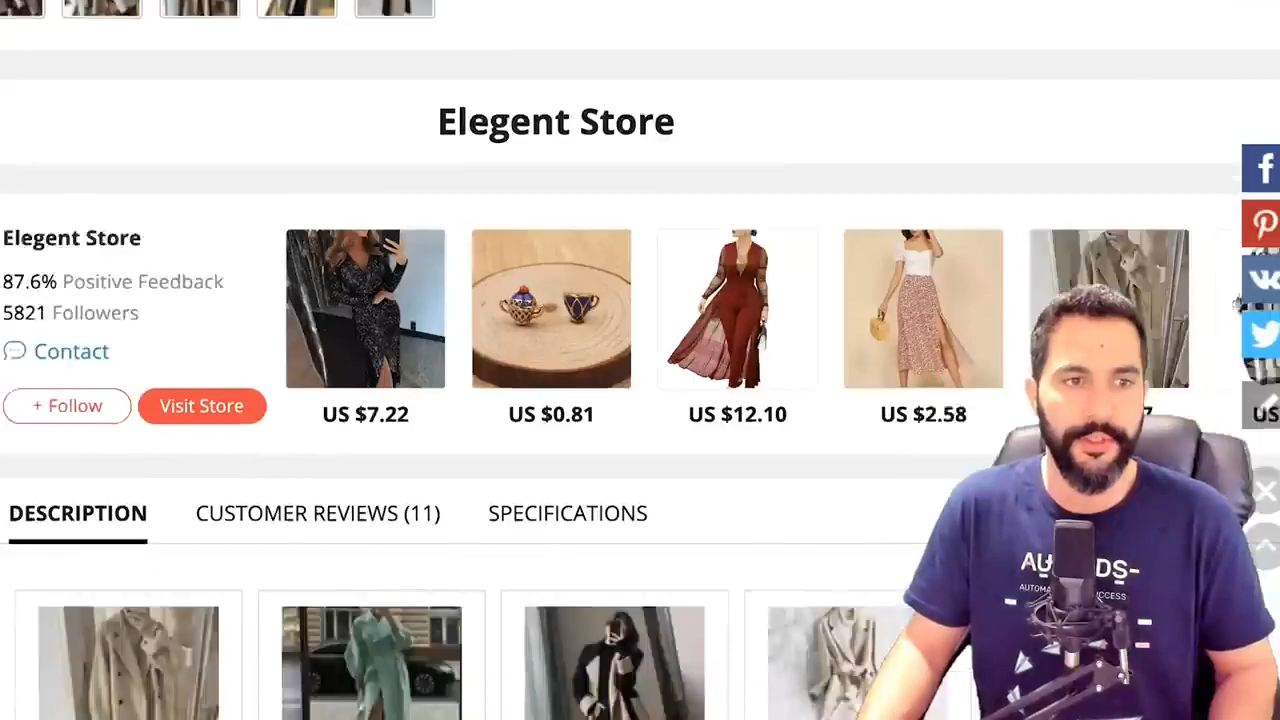 Elegent Store
Elegent Store
87.6% Positive Feedback
5821 Followers
Contact
+ Follow
Visit Store
US $7.22
US $0.81
US $12.10
US $2.58
US
DESCRIPTION
CUSTOMER REVIEWS (11)
SPECIFICATIONS